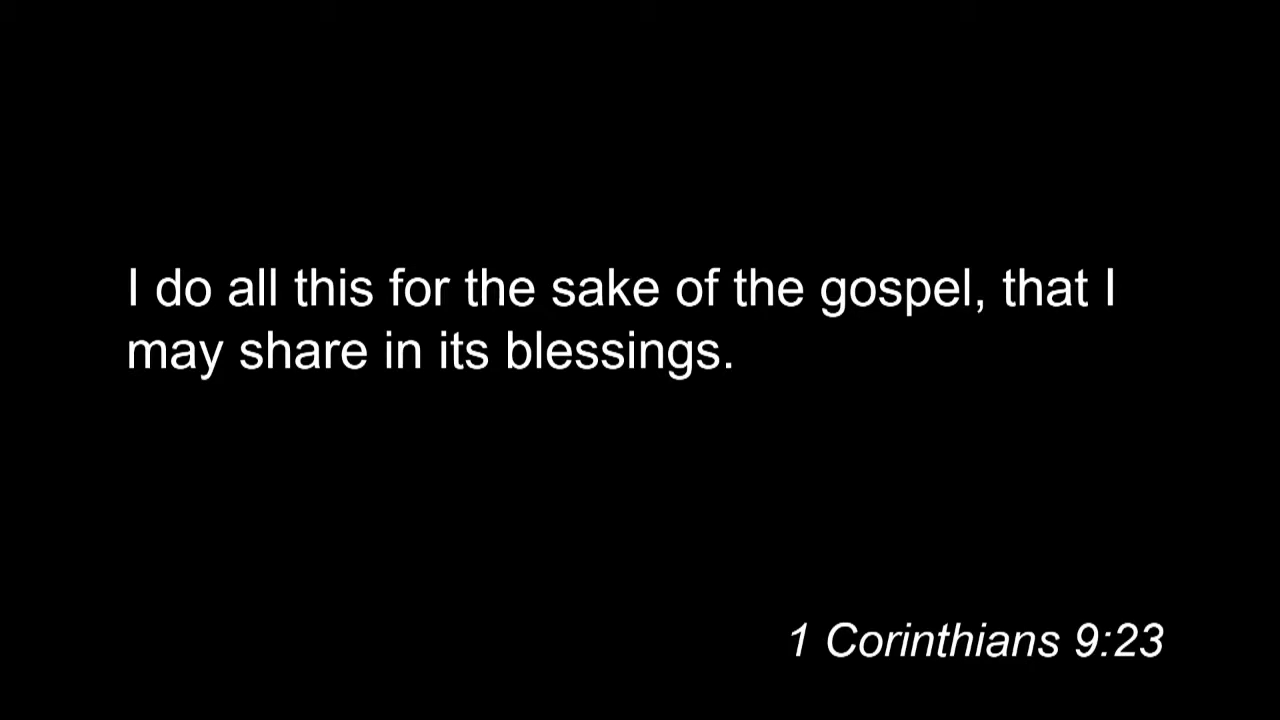 I do all this for the sake of the gospel, that I
may share in its blessings.
1 Corinthians 9:23